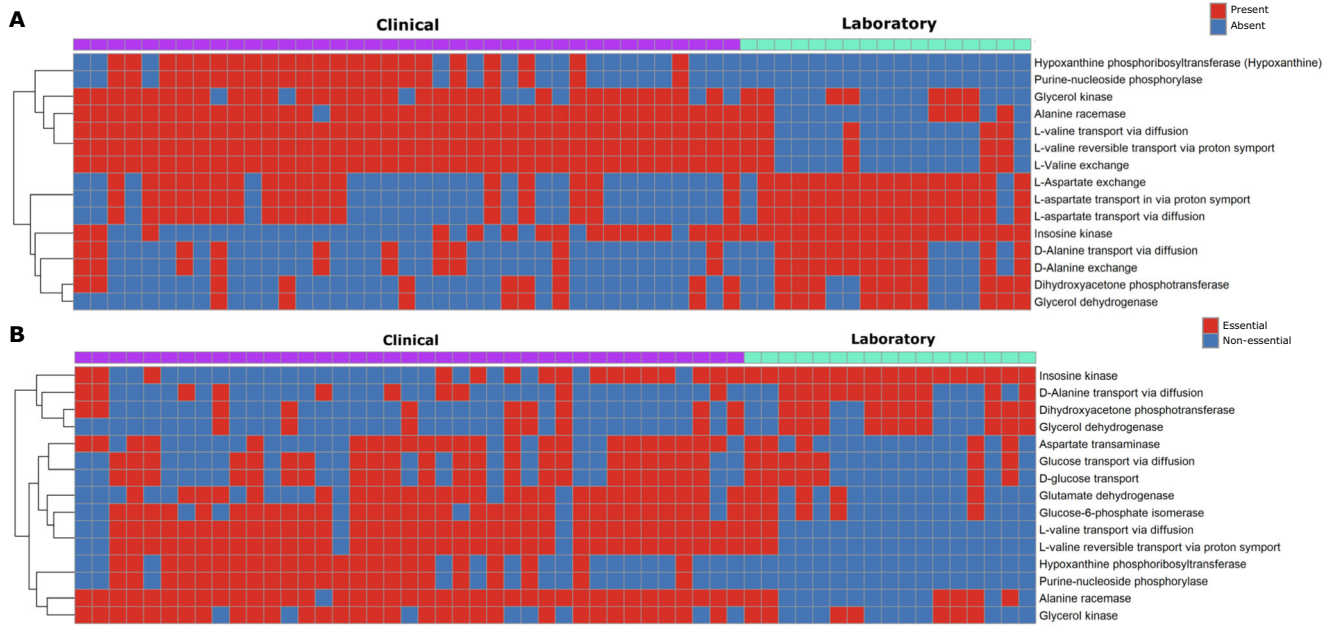 A
Clinical
Laboratory
Present
Absent
Hypoxanthine phosphoribosyltransferase (Hypoxanthine)
Purine-nucleoside phosphorylase
Glycerol kinase
Alanine racemase
L-valine transport via diffusion
L-valine reversible transport via proton symport
L-Valine exchange
L-Aspartate exchange
L-aspartate transport in via proton symport
L-aspartate transport via diffusion
Insosine kinase
D-Alanine transport via diffusion
D-Alanine exchange
Dihydroxyacetone phosphotransferase
Glycerol dehydrogenase
B
Clinical
Laboratory
Essential
Non-essential
Insosine kinase
D-Alanine transport via diffusion
Dihydroxyacetone phosphotransferase
Glycerol dehydrogenase
Aspartate transaminase
Glucose transport via diffusion
D-glucose transport
Glutamate dehydrogenase
Glucose-6-phosphate isomerase
L-valine transport via diffusion
L-valine reversible transport via proton symport
Hypoxanthine phosphoribosyltransferase
Purine-nucleoside phosphorylase
Alanine racemase
Glycerol kinase